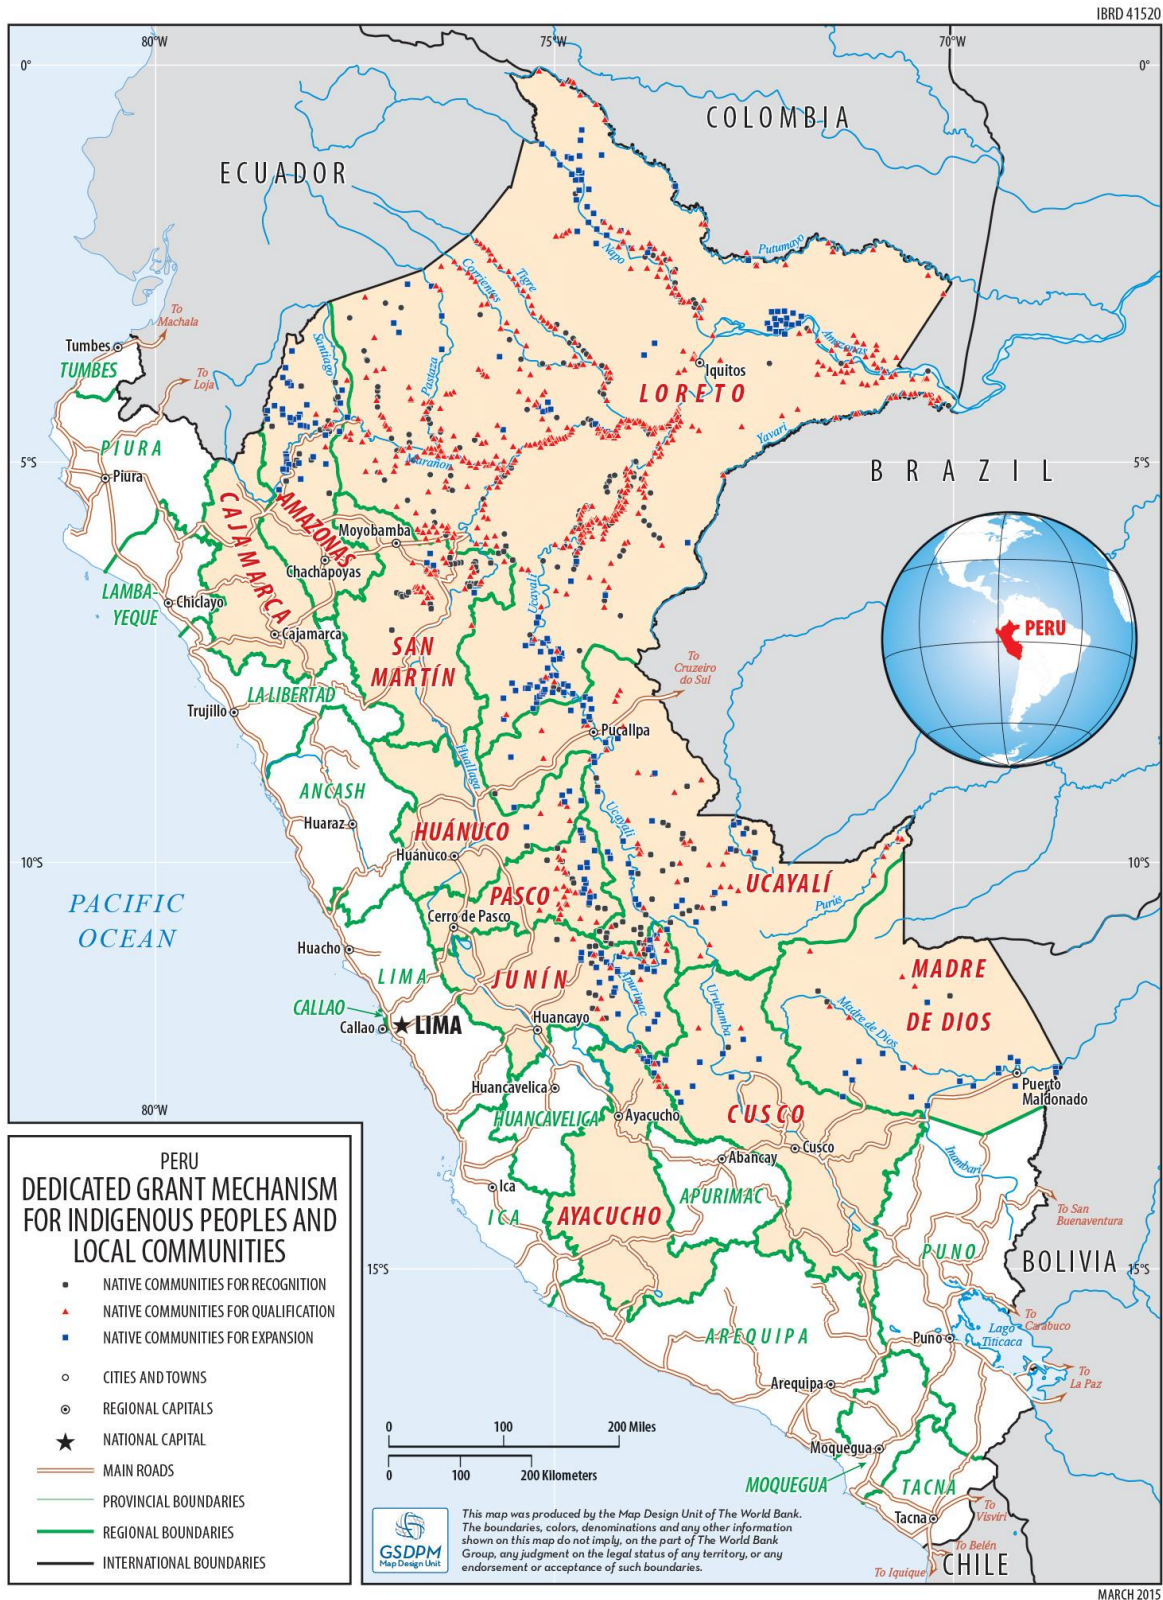 IBRD 41520
80°W
75°W
70°W
0°
0°
COLOMBIA
ECUADOR
Putumayo
Napo
Tigre
Corrientes
To
Machala
Santiago
Pastaza
Amazonas
Tumbes
TUMBES
To
Loja
Iquitos
LORETO
Yavari
PIURA
Marañon
5°S
5°S
BRAZIL
Piura
CAJAMARCA
AMAZONAS
Moyobamba
Chachapoyas
LAMBA-
YEQUE
Chiclayo
Ucayali
Cajamarca
PERU
SAN
MARTÍN
To
Cruzeiro
do Sul
LA LIBERTAD
Trujillo
Pucallpa
Huallaga
ANCASH
Ucayali
Huaraz
HUÁNUCO
Huánuco
10°S
10°S
UCAYALÍ
PASCO
Purús
PACIFIC
OCEAN
Cerro de Pasco
Huacho
LIMA
JUNÍN
MADRE
DE DIOS
Apurimac
Urubamba
Madre de Dios
CALLAO
Callao
LIMA
Huancayo
Huancavelica
Puerto
Maldonado
80°W
HUANCAVELICA
Ayacucho
CUSCO
Cusco
Abancay
Inambari
APURIMAC
Ica
ICA
AYACUCHO
To San
Buenaventura
PUNO
BOLIVIA
15°S
15°S
AREQUIPA
Puno
Lago
Titicaca
To
Carabuco
Arequipa
To
La Paz
Moquegua
MOQUEGUA
TACNA
Tacna
To
Visviri
To Belén
To Iquique
CHILE
PERU
DEDICATED GRANT MECHANISM
FOR INDIGENOUS PEOPLES AND
LOCAL COMMUNITIES
NATIVE COMMUNITIES FOR RECOGNITION
NATIVE COMMUNITIES FOR QUALIFICATION
NATIVE COMMUNITIES FOR EXPANSION
CITIES AND TOWNS
REGIONAL CAPITALS
NATIONAL CAPITAL
MAIN ROADS
PROVINCIAL BOUNDARIES
REGIONAL BOUNDARIES
INTERNATIONAL BOUNDARIES
0 100 200 Miles
0 100 200 Kilometers
GSDPM
Map Design Unit
This map was produced by the Map Design Unit of The World Bank.
The boundaries, colors, denominations and any other information
shown on this map do not imply, on the part of The World Bank
Group, any judgment on the legal status of any territory, or any
endorsement or acceptance of such boundaries.
MARCH 2015